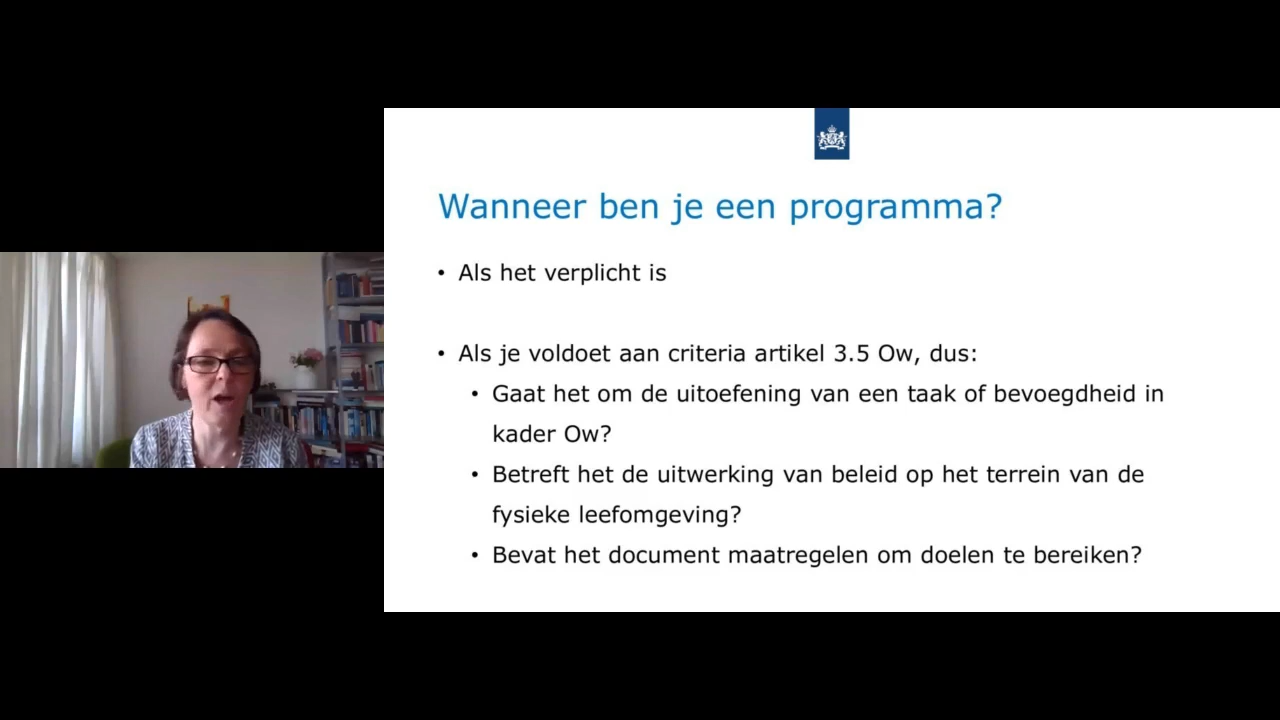 Wanneer ben je een programma?
• Als het verplicht is
• Als je voldoet aan criteria artikel 3.5 Ow, dus:
• Gaat het om de uitoefening van een taak of bevoegdheid in
kader Ow?
• Betreft het de uitwerking van beleid op het terrein van de
fysieke leefomgeving?
• Bevat het document maatregelen om doelen te bereiken?